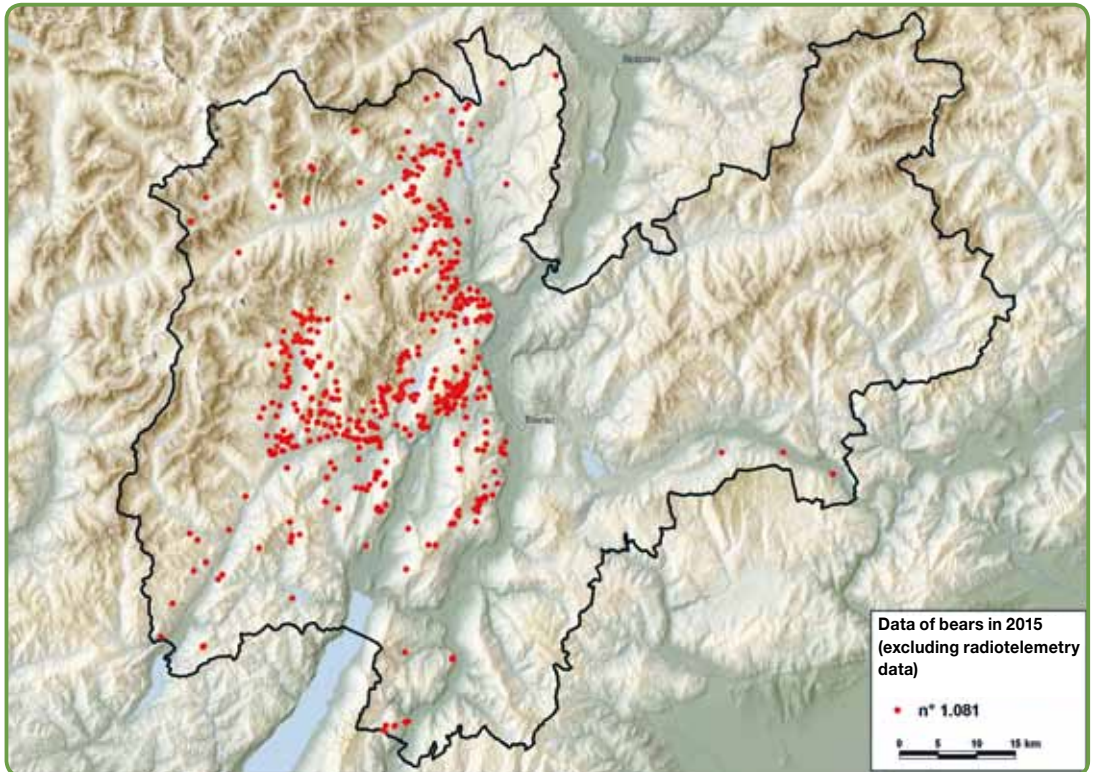 Data of bears in 2015
(excluding radiotelemetry
data)
n° 1.081
0 5 10 15 km